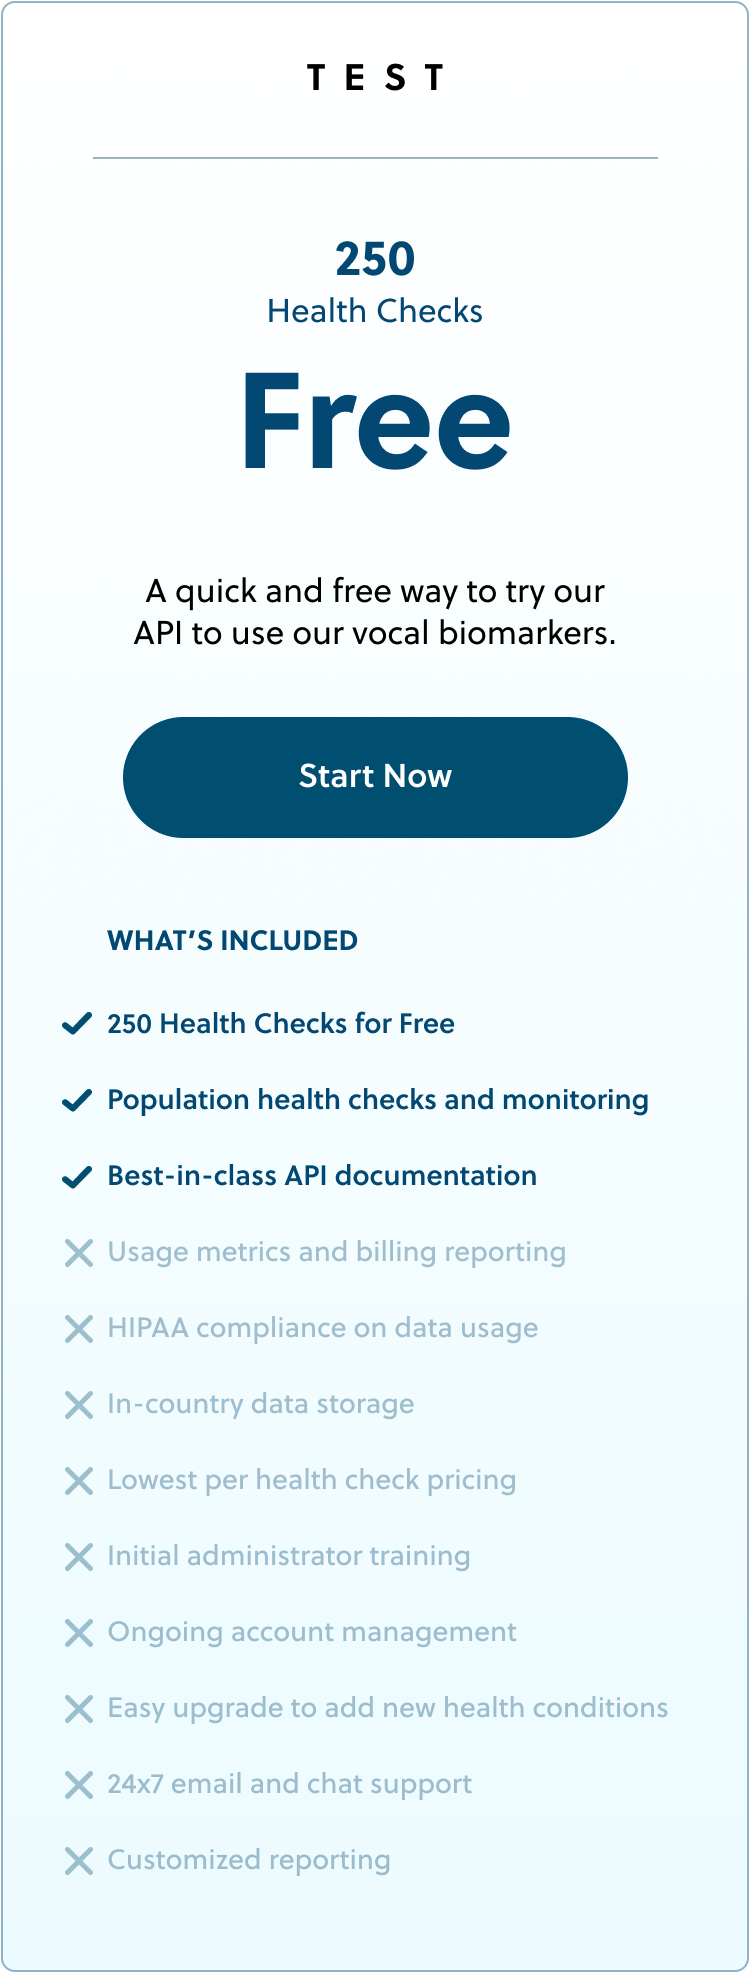 TEST
250
Health Checks
Free
A quick and free way to try our
API to use our vocal biomarkers.
Start Now
WHAT’S INCLUDED
250 Health Checks for Free
Population health checks and monitoring
Best-in-class API documentation
Usage metrics and billing reporting
HIPAA compliance on data usage
In-country data storage
Lowest per health check pricing
Initial administrator training
Ongoing account management
Easy upgrade to add new health conditions
24x7 email and chat support
Customized reporting